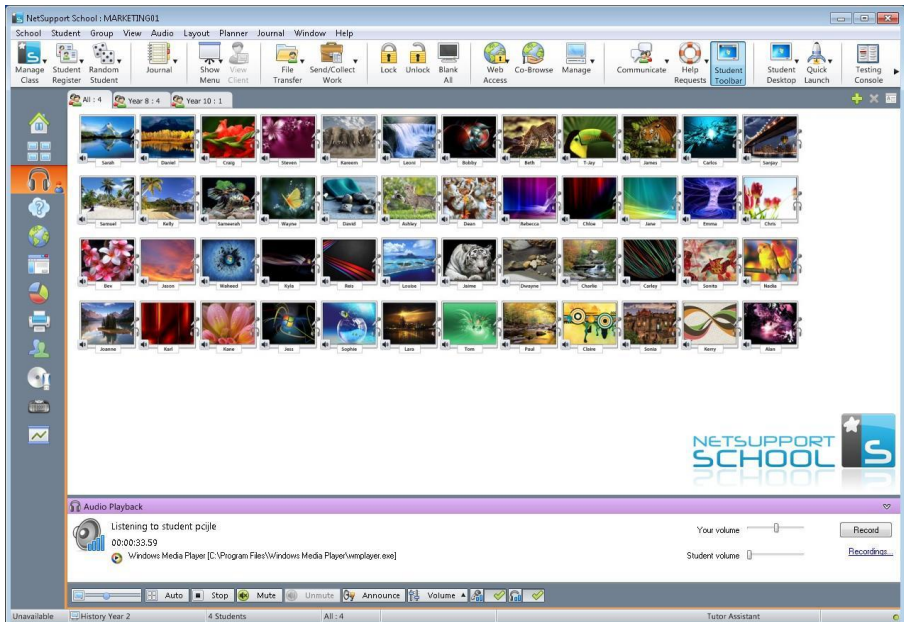 NetSupport School : MARKETING01
School Student Group View Audio Layout Planner Journal Window Help
Manage Class
Student Register
Random Student
Journal
Show Menu
View Client
File Transfer
Send/Collect Work
Lock
Unlock
Blank All
Web Access
Co-Browse
Manage
Communicate
Help Requests
Student Toolbar
Student Desktop
Quick Launch
Testing Console
All : 4 Year 8 : 4 Year 10 : 1
Sarah Daniel Craig Steven Kareem Leoni Bobby Beth T-Jay James Carlos Sanjay
Samuel Kelly Sameerah Wayne David Ashley Dean Rebecca Chloe Jane Emma Chris
Bev Jason Waheed Kyla Reis Louise Jaime Dwayne Charlie Carley Sonita Nadia
Joanne Karl Kane Jess Sophie Lara Tom Paul Claire Sonia Kerry Alan
NETSUPPORT
SCHOOL
S
Audio Playback
Listening to student pcijle
00:00:33.59
Windows Media Player [C:\Program Files\Windows Media Player\wmplayer.exe]
Your volume
Record
Student volume
Recordings...
Auto Stop Mute Unmute Announce Volume
Unavailable History Year 2 4 Students All : 4 Tutor Assistant